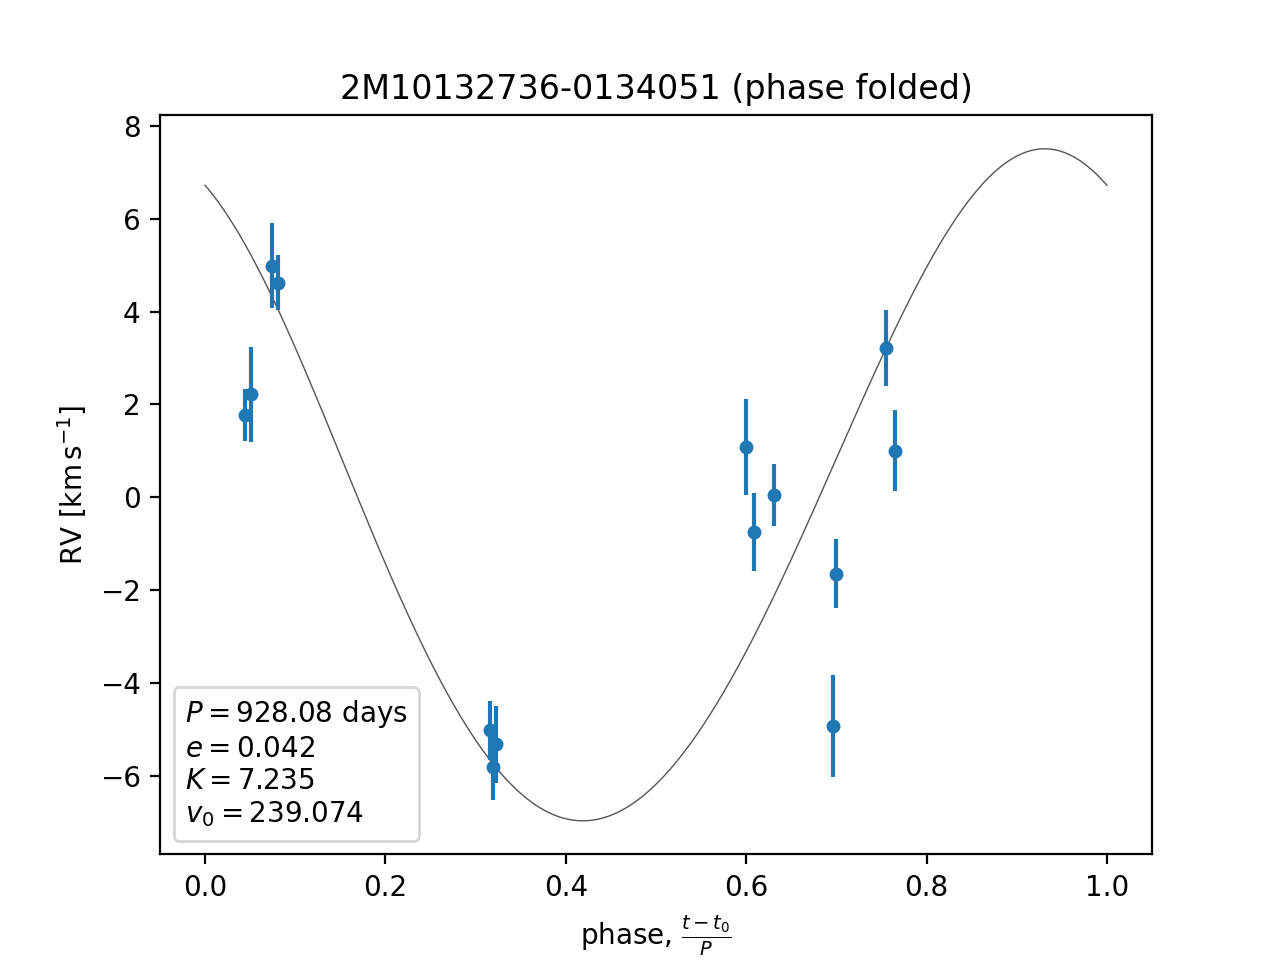 2M10132736-0134051 (phase folded)
8
6
4
2
0
−2
−4
−6
RV [km s⁻¹]
P = 928.08 days
e = 0.042
K = 7.235
v₀ = 239.074
0.0 0.2 0.4 0.6 0.8 1.0
phase, (t − t₀)/P